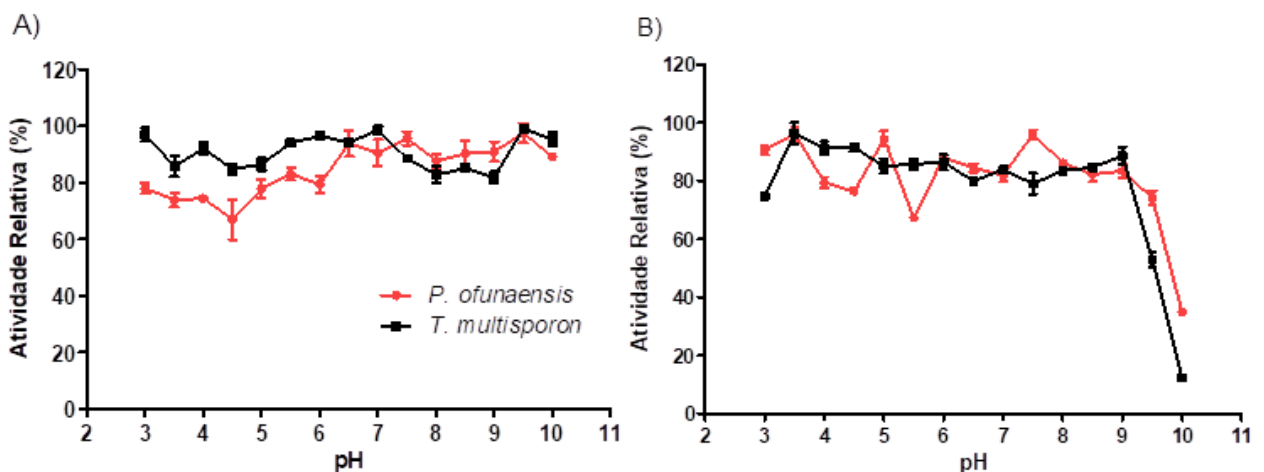 A)
Atividade Relativa (%)
120
100
80
60
40
20
0
2 3 4 5 6 7 8 9 10 11
pH
P. ofunaensis
T. multisporon
B)
Atividade Relativa (%)
120
100
80
60
40
20
0
2 3 4 5 6 7 8 9 10 11
pH